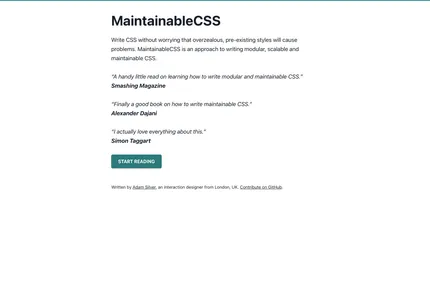 MaintainableCSS
Write CSS without worrying that overzealous, pre-existing styles will cause
problems. MaintainableCSS is an approach to writing modular, scalable and
maintainable CSS.
"A handy little read on learning how to write modular and maintainable CSS."
Smashing Magazine
"Finally a good book on how to write maintainable CSS."
Alexander Dajani
"I actually love everything about this."
Simon Taggart
START READING
Written by Adam Silver, an interaction designer from London, UK. Contribute on GitHub.